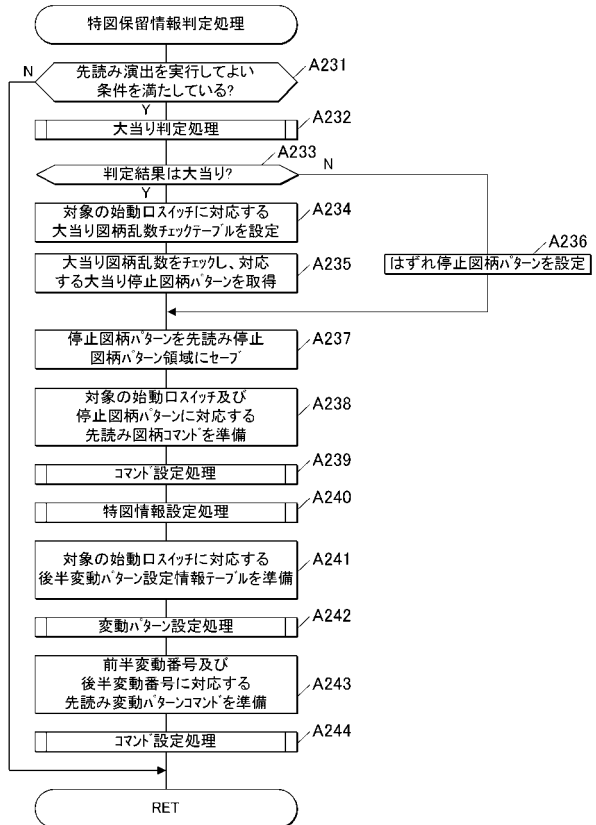 特図保留情報判定処理
N
先読み演出を実行してよい
条件を満たしている?
A231
Y
大当り判定処理
A232
判定結果は大当り?
A233
N
Y
対象の始動口スイッチに対応する
大当り図柄乱数チェックテーブルを設定
A234
大当り図柄乱数をチェックし、対応
する大当り停止図柄パターンを取得
A235
はずれ停止図柄パターンを設定
A236
停止図柄パターンを先読み停止
図柄パターン領域にセーブ
A237
対象の始動口スイッチ及び
停止図柄パターンに対応する
先読み図柄コマンドを準備
A238
コマンド設定処理
A239
特図情報設定処理
A240
対象の始動口スイッチに対応する
後半変動パターン設定情報テーブルを準備
A241
変動パターン設定処理
A242
前半変動番号及び
後半変動番号に対応する
先読み変動パターンコマンドを準備
A243
コマンド設定処理
A244
RET